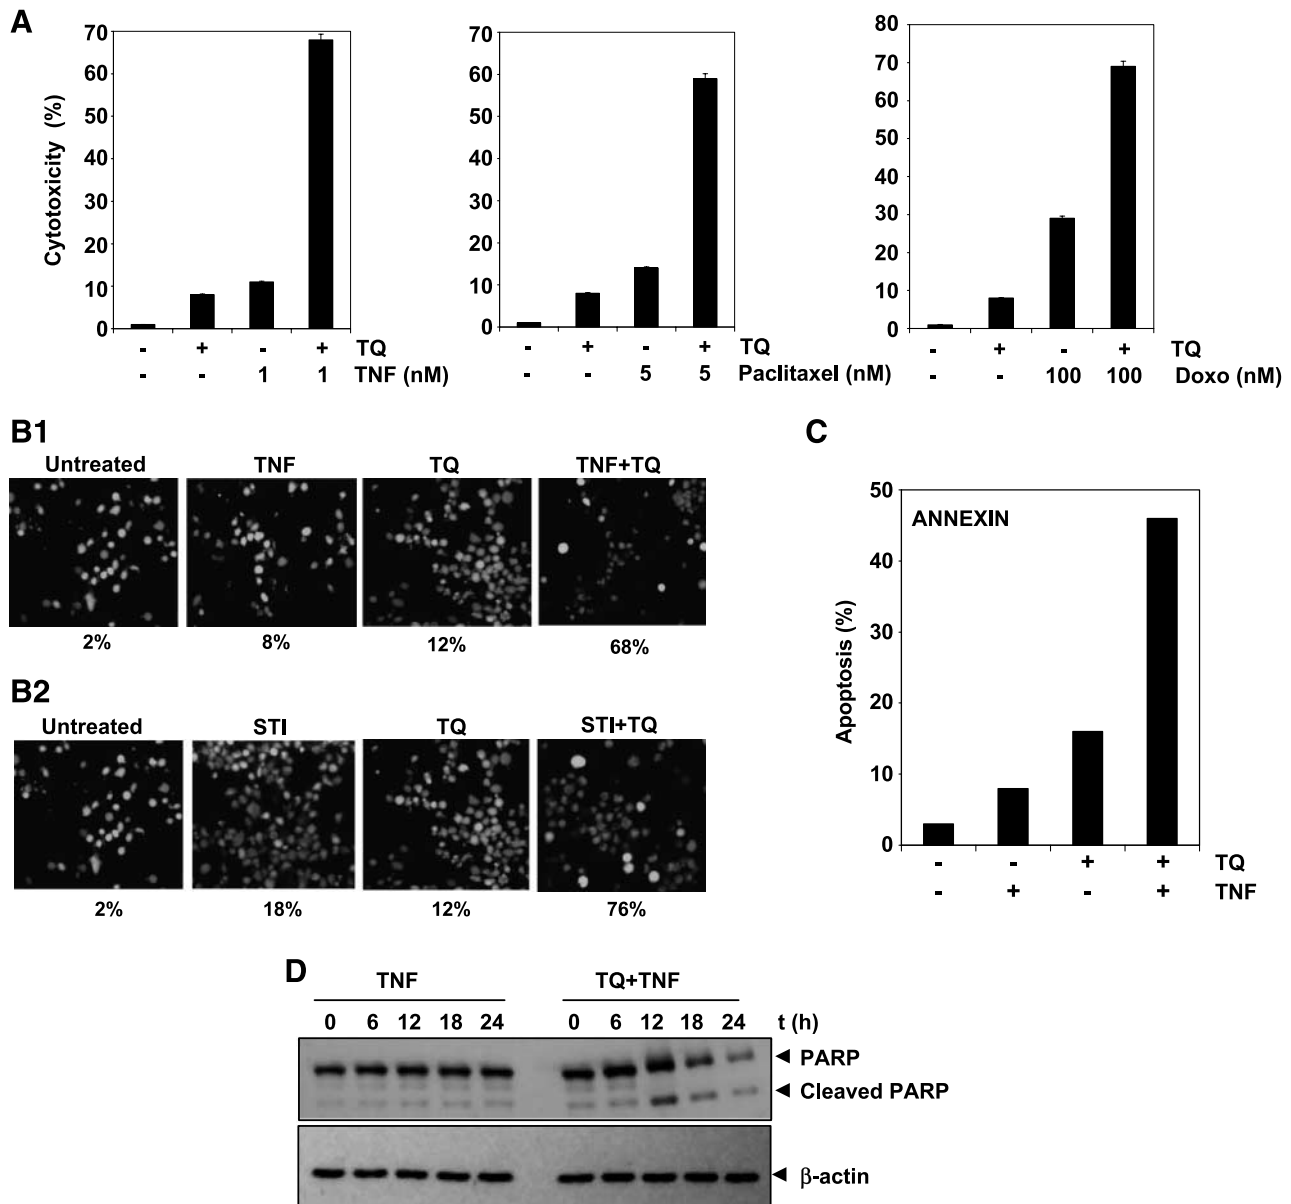 A
70
60
50
40
30
20
10
0
Cytotoxicity (%)
- + - + TQ
- - 1 1 TNF (nM)
70
60
50
40
30
20
10
0
- + - + TQ
- - 5 5 Paclitaxel (nM)
80
70
60
50
40
30
20
10
0
- + - + TQ
- - 100 100 Doxo (nM)
B1
Untreated TNF TQ TNF+TQ
2% 8% 12% 68%
B2
Untreated STI TQ STI+TQ
2% 18% 12% 76%
C
50
40
30
20
10
0
Apoptosis (%)
ANNEXIN
- - + + TQ
- + - + TNF
D
TNF TQ+TNF
0 6 12 18 24 0 6 12 18 24 t (h)
◄ PARP
◄ Cleaved PARP
◄ β-actin